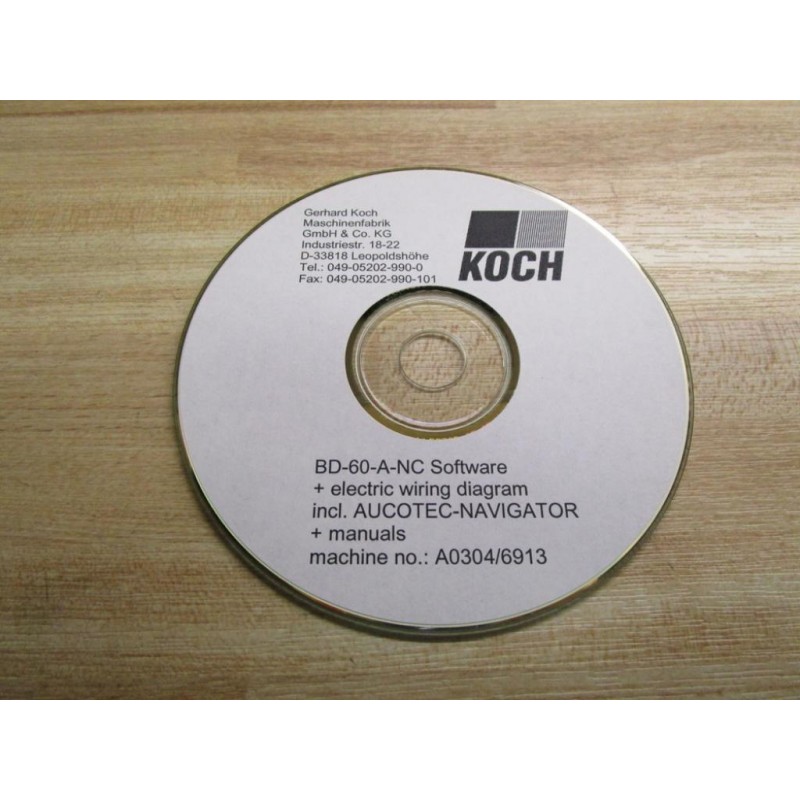 Gerhard Koch
Maschinenfabrik
GmbH & Co. KG
Industriestr. 18-22
D-33818 Leopoldshöhe
Tel.: 049-05202-990-0
Fax: 049-05202-990-101
KOCH
BD-60-A-NC Software
+ electric wiring diagram
incl. AUCOTEC-NAVIGATOR
+ manuals
machine no.: A0304/6913